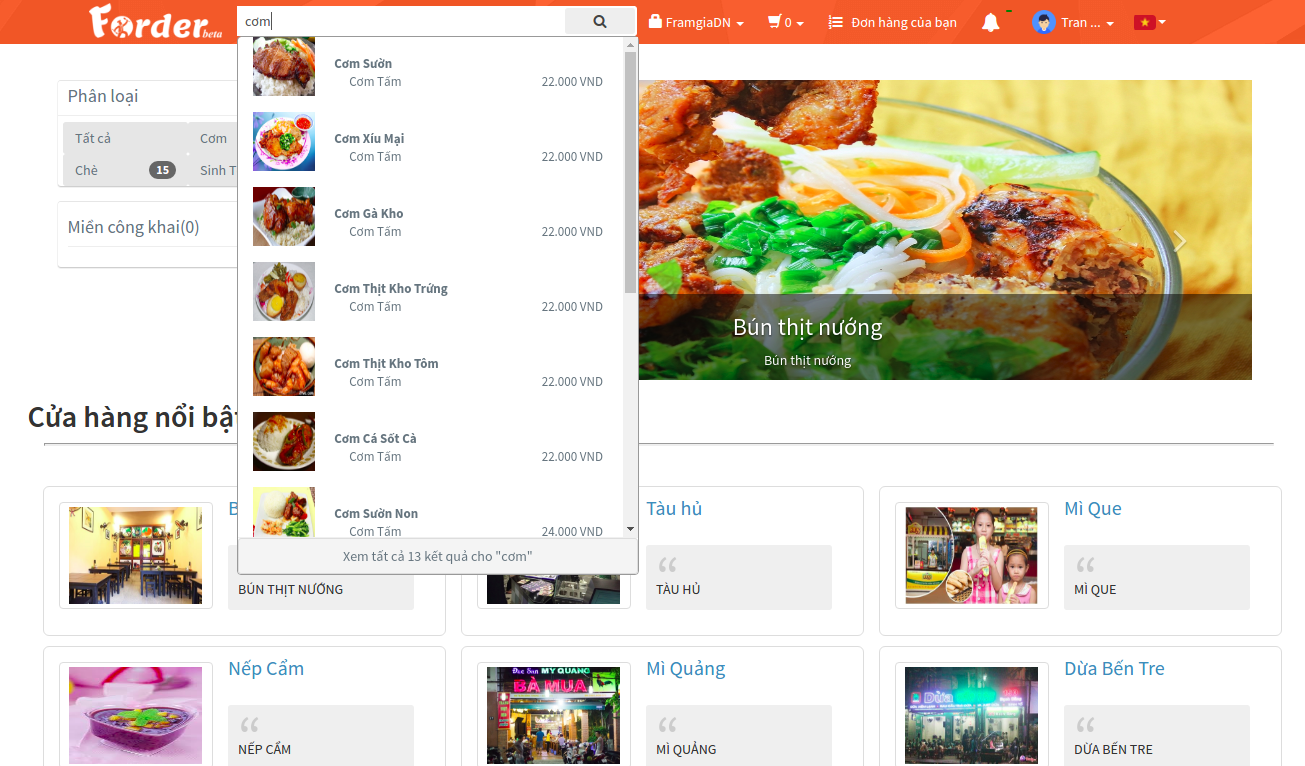 Forder beta
cơm
FramgiaDN
0
Đơn hàng của bạn
Tran ...
Phân loại
Tất cả
Cơm
Chè
15
Sinh T
Miền công khai(0)
Cơm Sườn
Cơm Tấm
22.000 VND
Cơm Xíu Mại
Cơm Tấm
22.000 VND
Cơm Gà Kho
Cơm Tấm
22.000 VND
Cơm Thịt Kho Trứng
Cơm Tấm
22.000 VND
Cơm Thịt Kho Tôm
Cơm Tấm
22.000 VND
Cơm Cá Sốt Cà
Cơm Tấm
22.000 VND
Cơm Sườn Non
Cơm Tấm
24.000 VND
Xem tất cả 13 kết quả cho "cơm"
Bún thịt nướng
Bún thịt nướng
Cửa hàng nổi bật
B
BÚN THỊT NƯỚNG
Tàu hủ
TÀU HỦ
Mì Que
MÌ QUE
Nếp Cẩm
NẾP CẨM
MỲ QUẢNG
BÀ MUA
Mì Quảng
MÌ QUẢNG
Dừa
Dừa Bến Tre
DỪA BẾN TRE